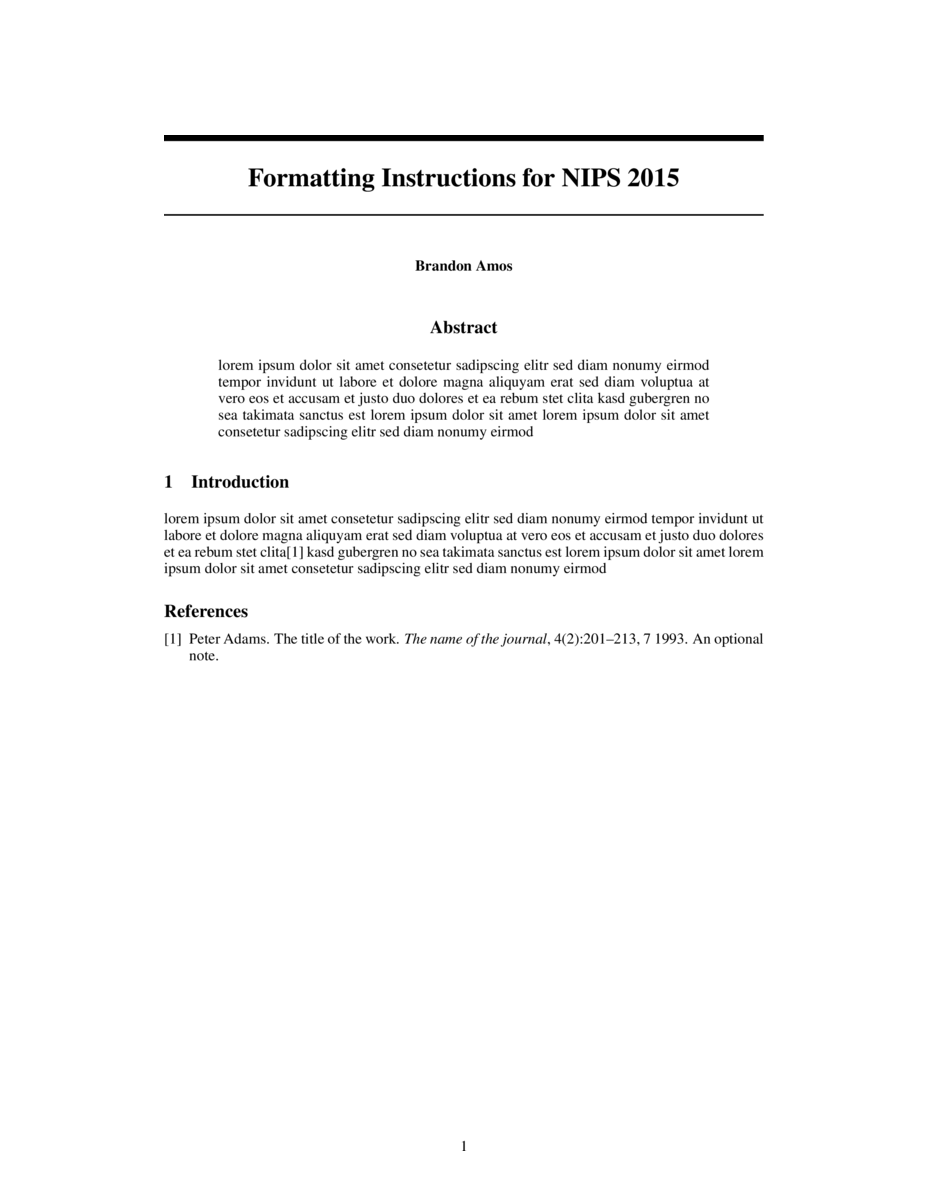 Formatting Instructions for NIPS 2015
Brandon Amos
Abstract
lorem ipsum dolor sit amet consetetur sadipscing elitr sed diam nonumy eirmod
tempor invidunt ut labore et dolore magna aliquyam erat sed diam voluptua at
vero eos et accusam et justo duo dolores et ea rebum stet clita kasd gubergren no
sea takimata sanctus est lorem ipsum dolor sit amet lorem ipsum dolor sit amet
consetetur sadipscing elitr sed diam nonumy eirmod
1 Introduction
lorem ipsum dolor sit amet consetetur sadipscing elitr sed diam nonumy eirmod tempor invidunt ut
labore et dolore magna aliquyam erat sed diam voluptua at vero eos et accusam et justo duo dolores
et ea rebum stet clita[1] kasd gubergren no sea takimata sanctus est lorem ipsum dolor sit amet lorem
ipsum dolor sit amet consetetur sadipscing elitr sed diam nonumy eirmod
References
[1] Peter Adams. The title of the work. The name of the journal, 4(2):201–213, 7 1993. An optional
note.
1